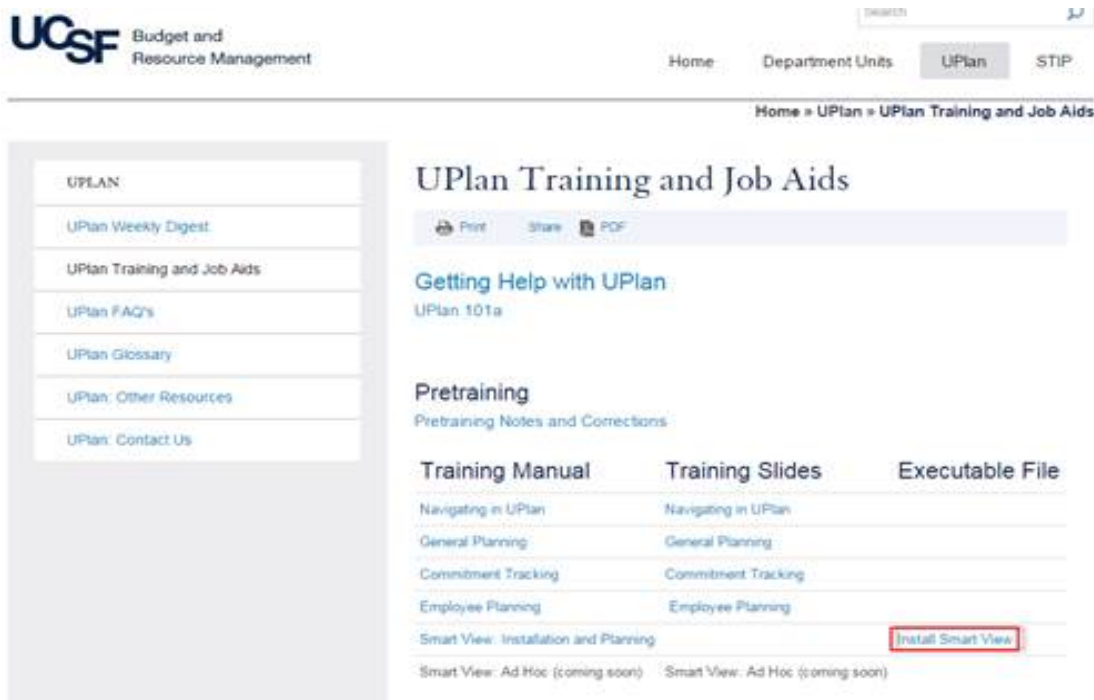 Search
UCSF Budget and
Resource Management
Home Department Units UPlan STIP
Home » UPlan » UPlan Training and Job Aids
UPLAN
UPlan Weekly Digest
UPlan Training and Job Aids
UPlan FAQ's
UPlan Glossary
UPlan: Other Resources
UPlan: Contact Us
UPlan Training and Job Aids
Print Share PDF
Getting Help with UPlan
UPlan 101a
Pretraining
Pretraining Notes and Corrections
Training Manual Training Slides Executable File
Navigating in UPlan Navigating in UPlan
General Planning General Planning
Commitment Tracking Commitment Tracking
Employee Planning Employee Planning
Smart View: Installation and Planning Install Smart View
Smart View: Ad Hoc (coming soon) Smart View: Ad Hoc (coming soon)